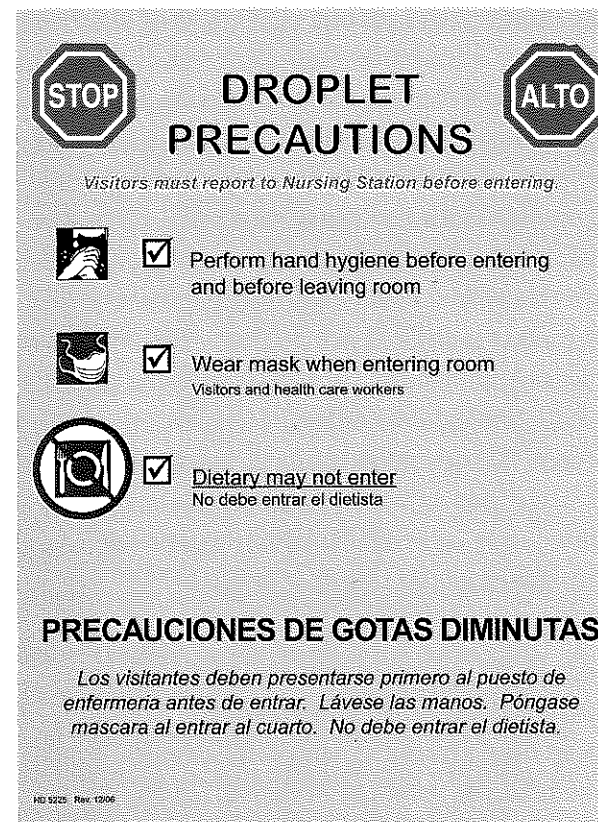 STOP
DROPLET
PRECAUTIONS
ALTO
Visitors must report to Nursing Station before entering.
Perform hand hygiene before entering
and before leaving room
Wear mask when entering room
Visitors and health care workers
Dietary may not enter
No debe entrar el dietista
PRECAUCIONES DE GOTAS DIMINUTAS
Los visitantes deben presentarse primero al puesto de
enfermeria antes de entrar. Lávese las manos. Póngase
mascara al entrar al cuarto. No debe entrar el dietista.
HD 5225 Rev. 12/06